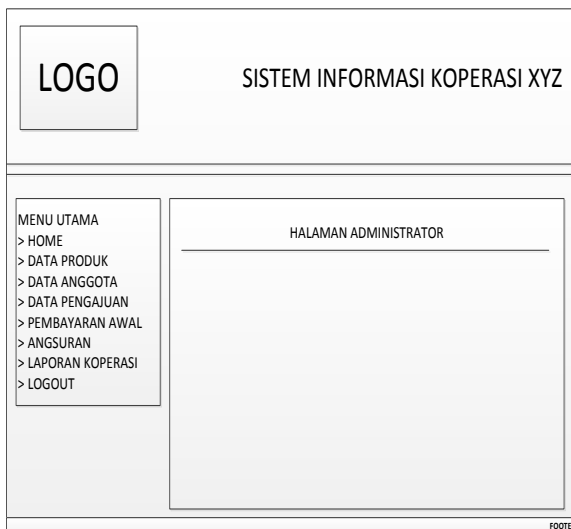 LOGO
SISTEM INFORMASI KOPERASI XYZ
MENU UTAMA
> HOME
> DATA PRODUK
> DATA ANGGOTA
> DATA PENGAJUAN
> PEMBAYARAN AWAL
> ANGSURAN
> LAPORAN KOPERASI
> LOGOUT
HALAMAN ADMINISTRATOR
FOOTE